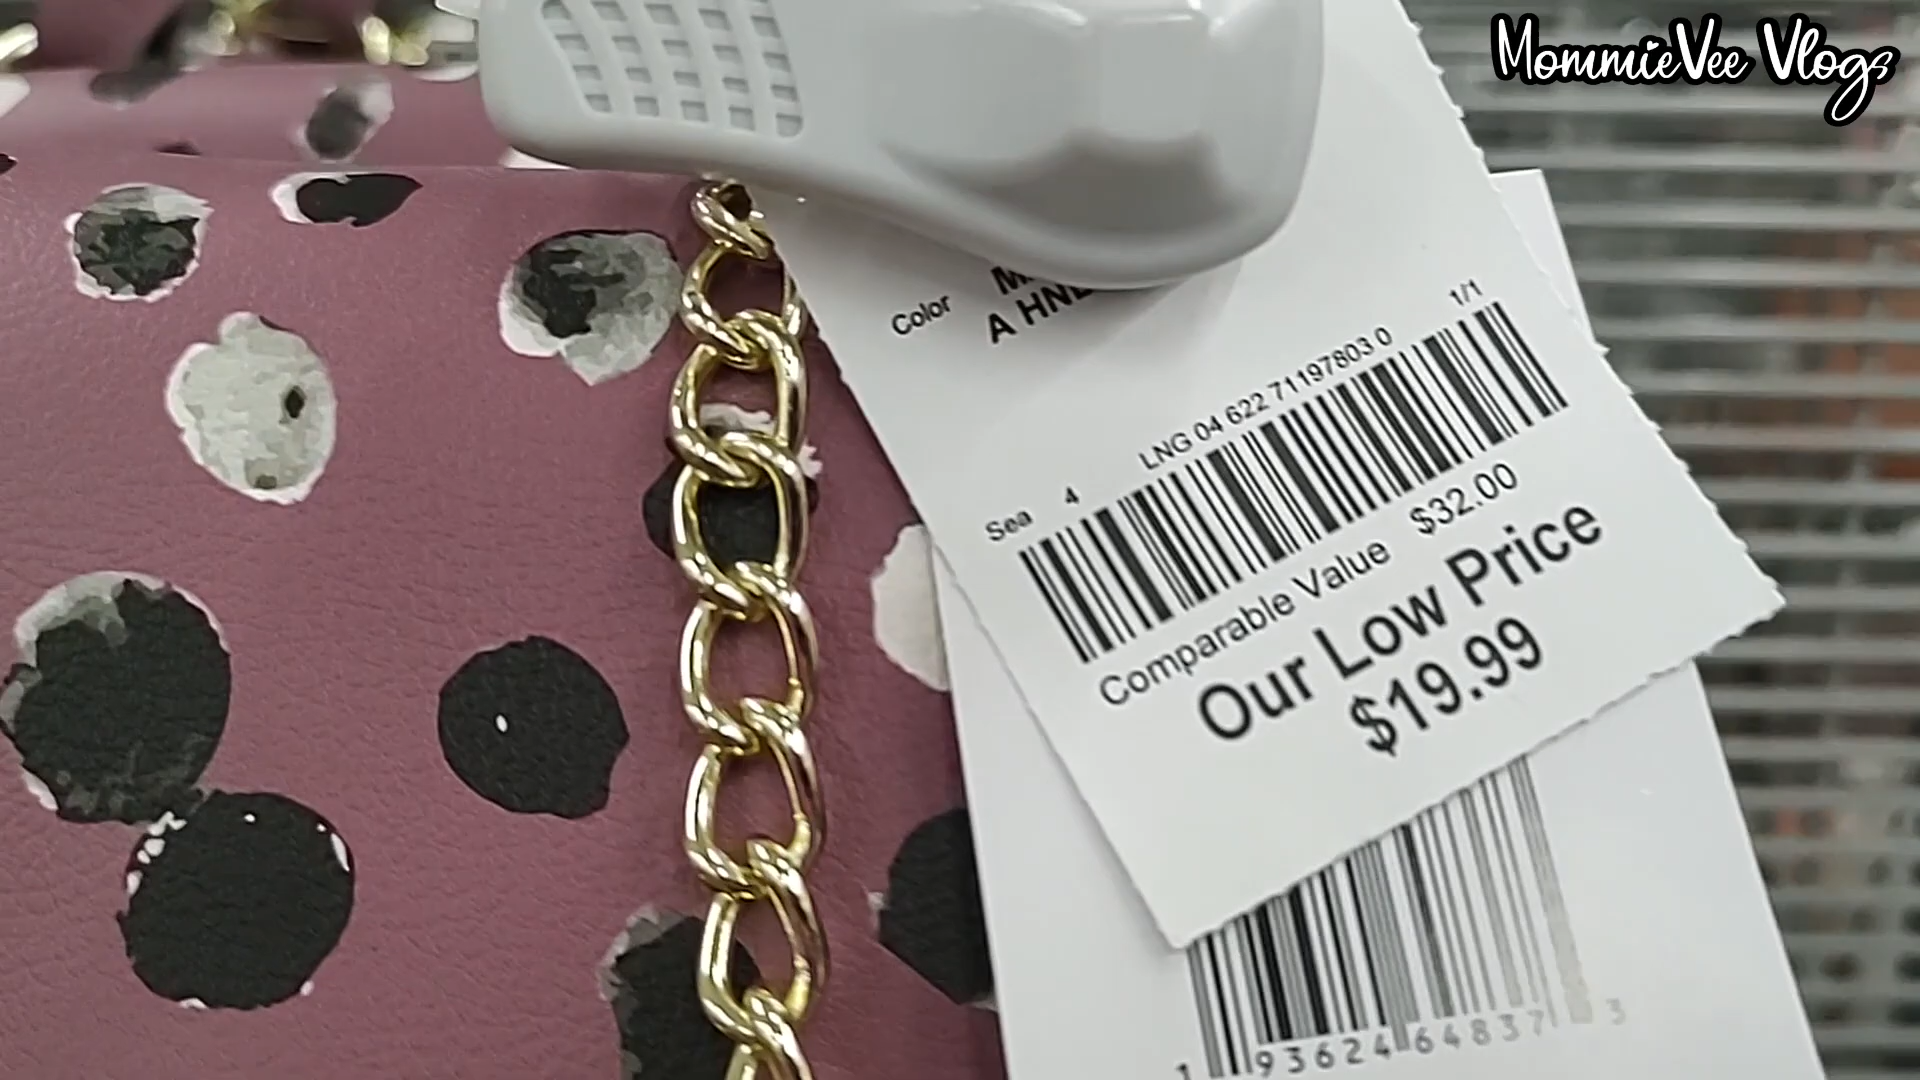 MommieVee Vlogs
Color
A HN
1/1
LNG 04 622 71197803 0
Sea 4
Comparable Value $32.00
Our Low Price
$19.99
1 93624 64837 3